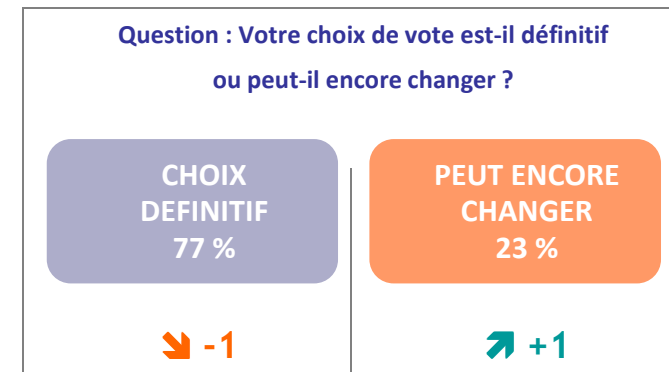 Question : Votre choix de vote est-il définitif
ou peut-il encore changer ?
CHOIX
DEFINITIF
77 %
PEUT ENCORE
CHANGER
23 %
-1
+1